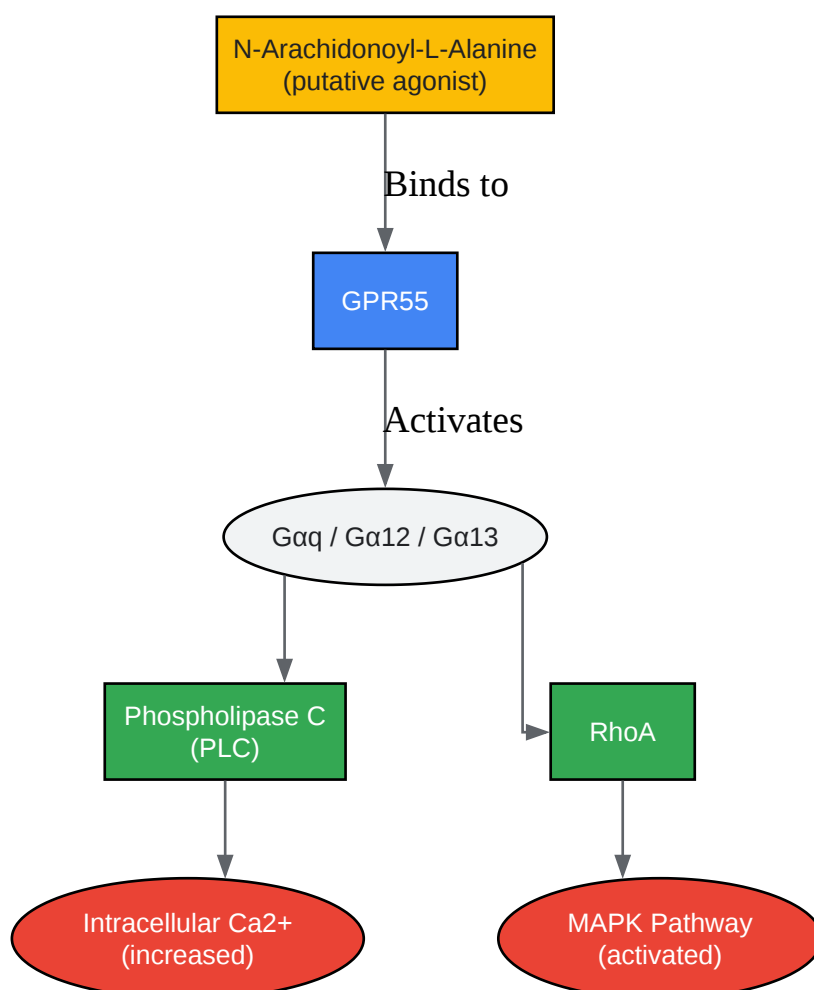 N-Arachidonoyl-L-Alanine
(putative agonist)
Binds to
GPR55
Activates
Gαq / Gα12 / Gα13
Phospholipase C
(PLC)
RhoA
Intracellular Ca2+
(increased)
MAPK Pathway
(activated)